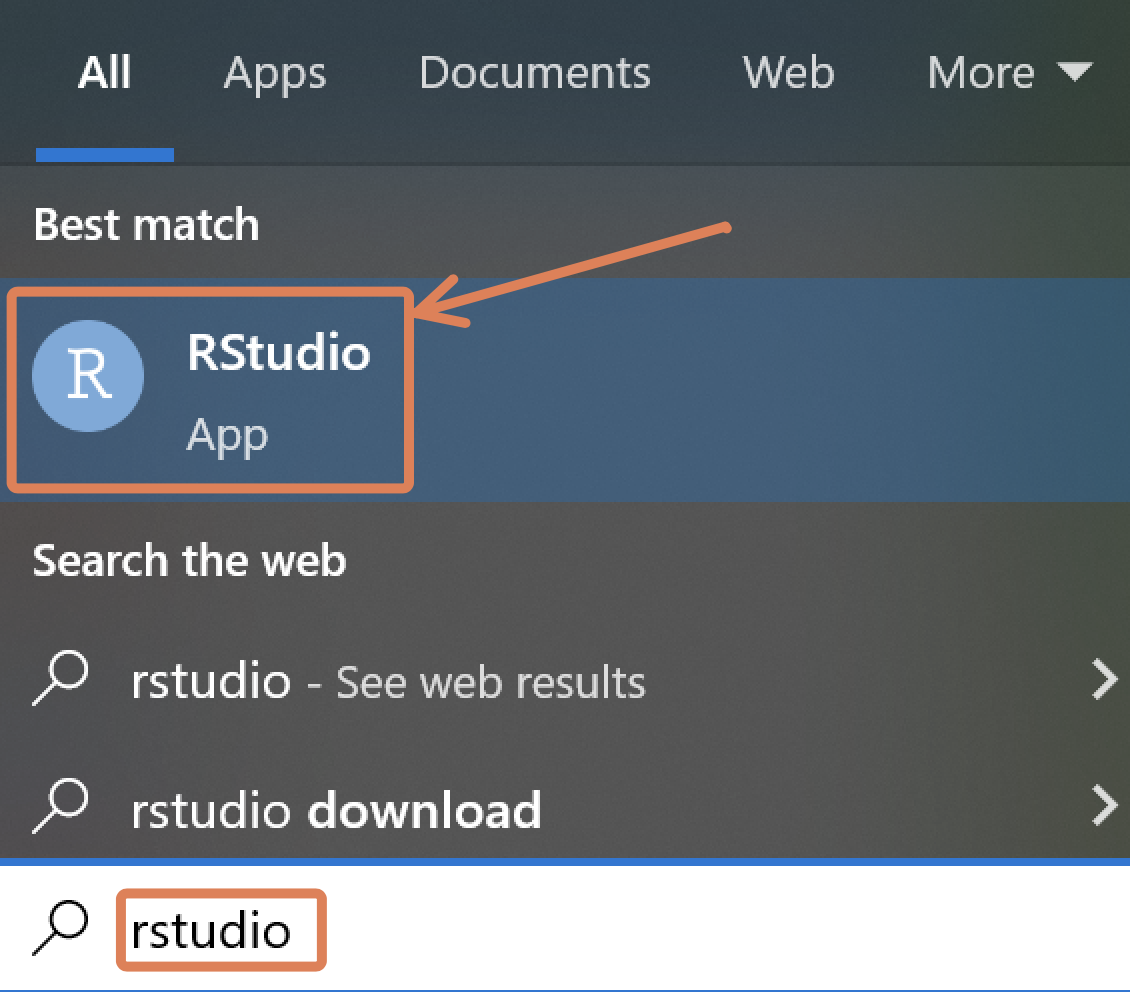 All Apps Documents Web More
Best match
R
RStudio
App
Search the web
rstudio - See web results
rstudio download
rstudio